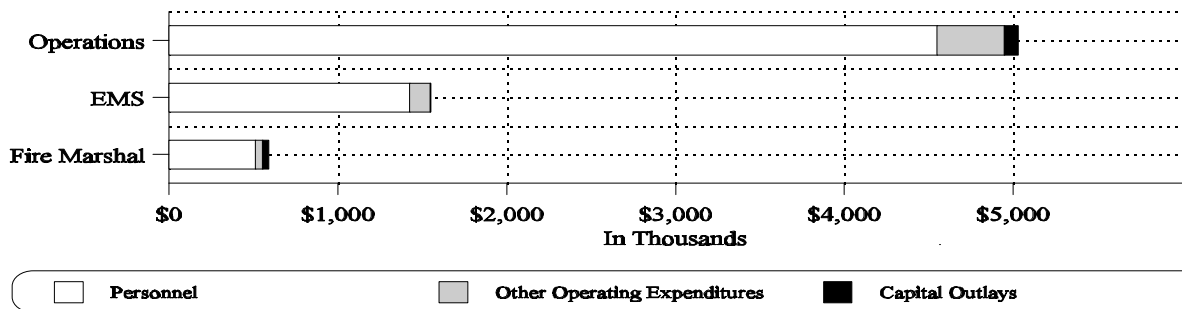 Operations
EMS
Fire Marshal
$0 $1,000 $2,000 $3,000 $4,000 $5,000
In Thousands
Personnel Other Operating Expenditures Capital Outlays